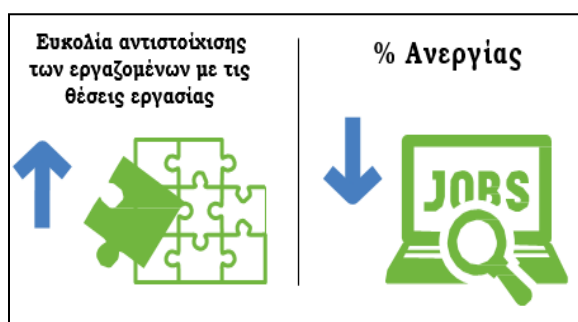 Ευκολία αντιστοίχισης
των εργαζομένων με τις
θέσεις εργασίας
% Ανεργίας
JOBS